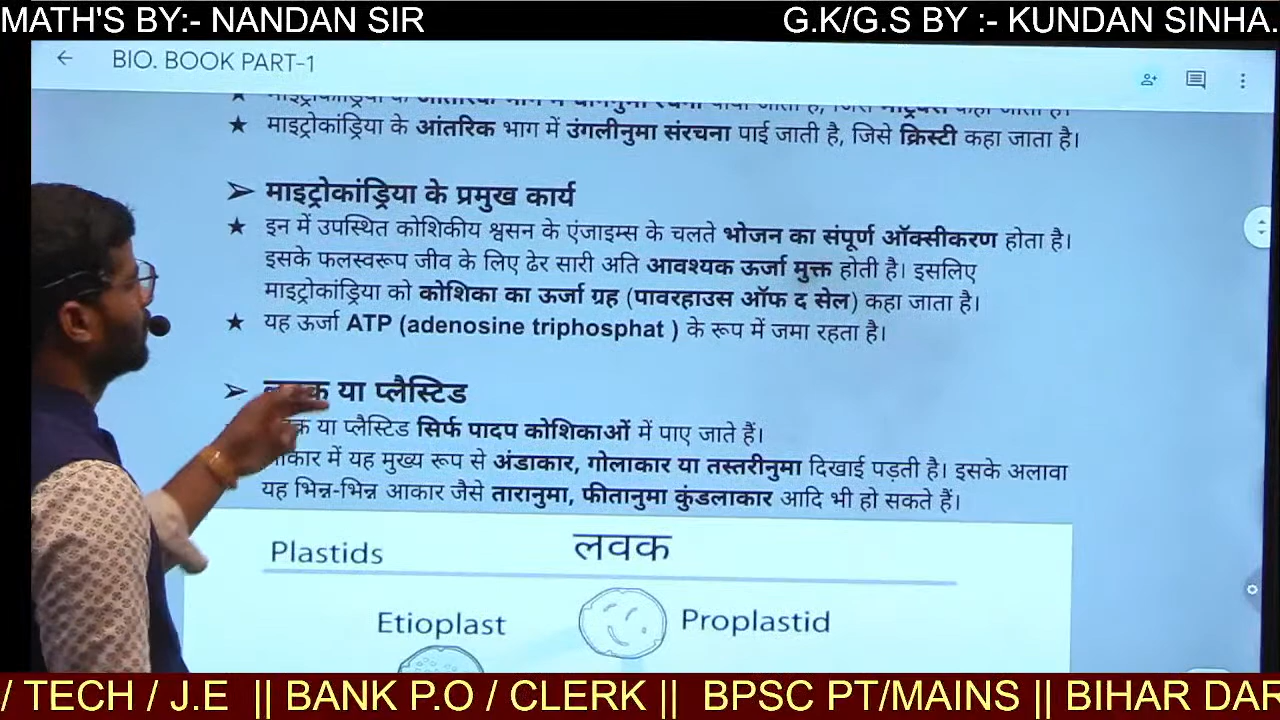 MATH'S BY:- NANDAN SIR
G.K/G.S BY :- KUNDAN SINHA.
BIO. BOOK PART-1
★ माइट्रोकांड्रिया के आंतरिक भाग में उंगलीनुमा संरचना पाई जाती है, जिसे क्रिस्टी कहा जाता है।
➢ माइट्रोकांड्रिया के प्रमुख कार्य
★ इन में उपस्थित कोशिकीय श्वसन के एंजाइम्स के चलते भोजन का संपूर्ण ऑक्सीकरण होता है।
इसके फलस्वरूप जीव के लिए ढेर सारी अति आवश्यक ऊर्जा मुक्त होती है। इसलिए
माइट्रोकांड्रिया को कोशिका का ऊर्जा ग्रह (पावरहाउस ऑफ द सेल) कहा जाता है।
★ यह ऊर्जा ATP (adenosine triphosphat ) के रूप में जमा रहता है।
➢ या प्लैस्टिड
या प्लैस्टिड सिर्फ पादप कोशिकाओं में पाए जाते हैं।
में यह मुख्य रूप से अंडाकार, गोलाकार या तस्तरीनुमा दिखाई पड़ती है। इसके अलावा
यह भिन्न-भिन्न आकार जैसे तारानुमा, फीतानुमा कुंडलाकार आदि भी हो सकते हैं।
Plastids लवक
Etioplast Proplastid
/ TECH / J.E || BANK P.O / CLERK || BPSC PT/MAINS || BIHAR DAR